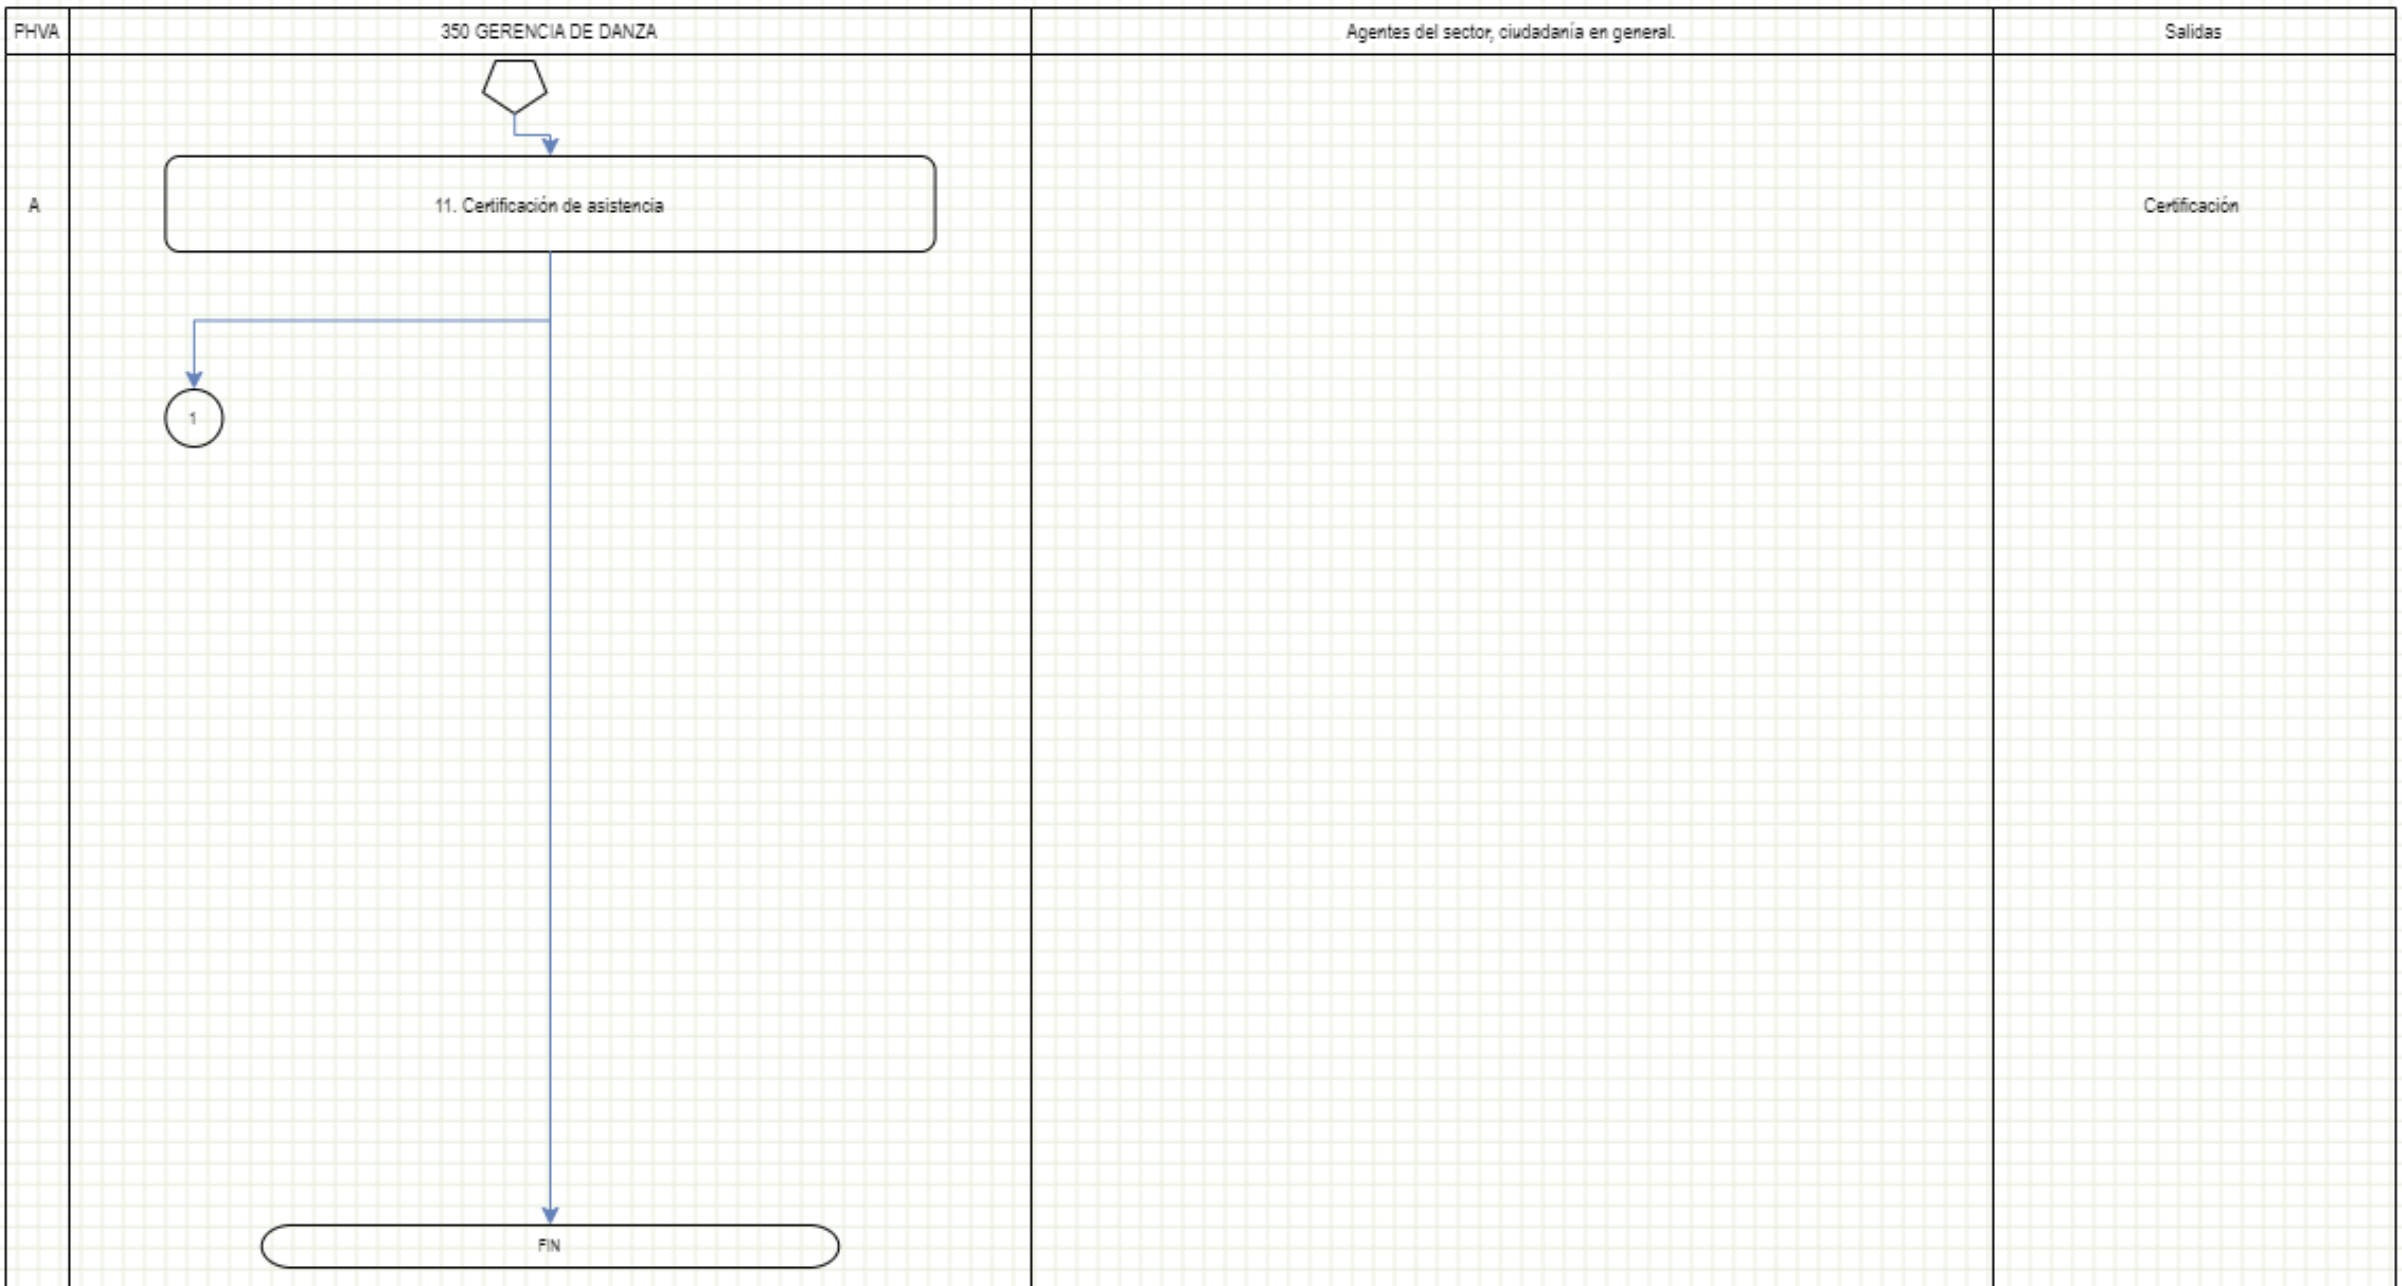 PHVA
350 GERENCIA DE DANZA
Agentes del sector, ciudadanía en general.
Salidas
A
11. Certificación de asistencia
Certificación
1
FIN